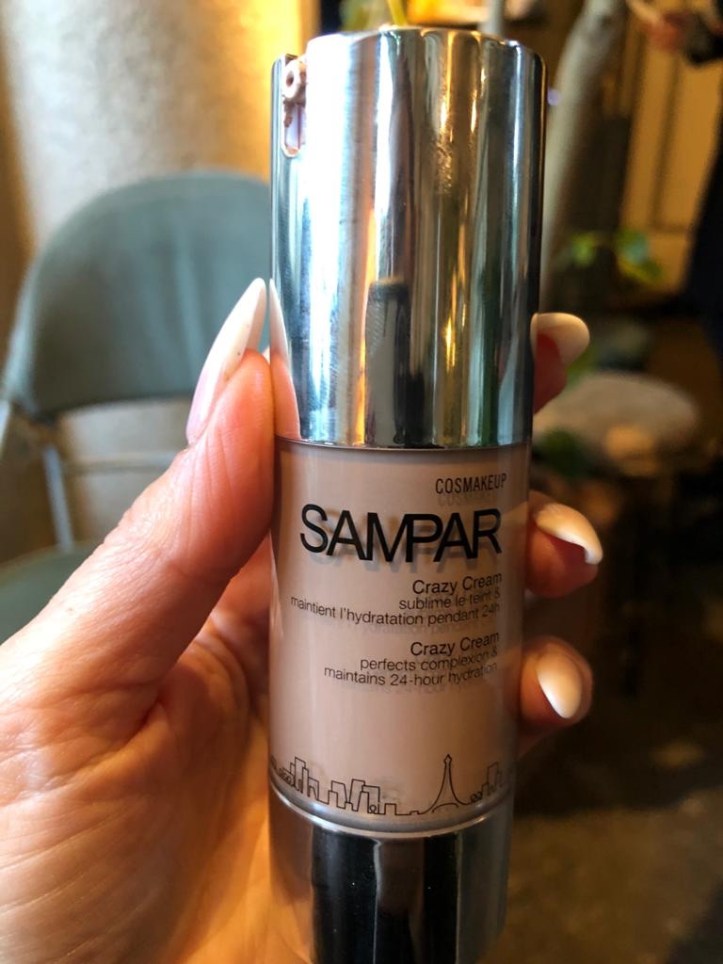 COSMAKEUP
SAMPAR
Crazy Cream
sublime le teint &
maintient l'hydratation pendant 24h
Crazy Cream
perfects complexion &
maintains 24-hour hydration